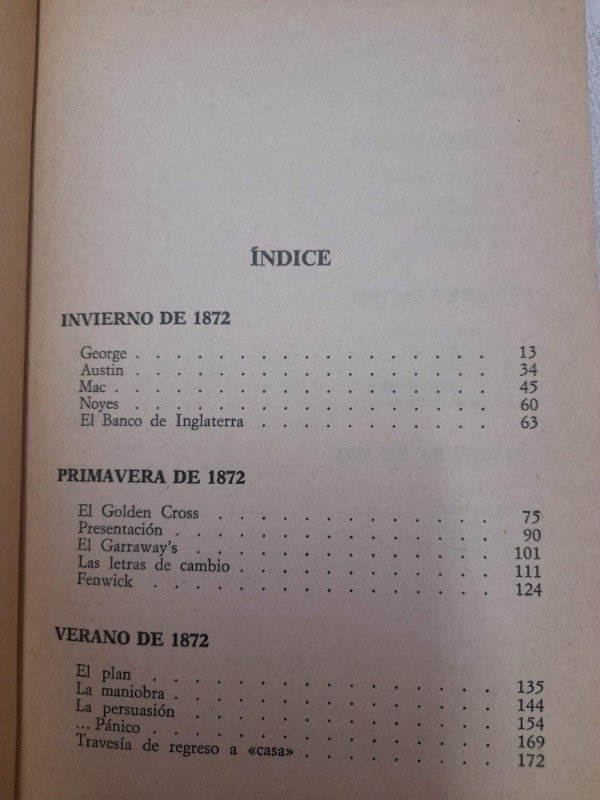 ÍNDICE
INVIERNO DE 1872
George . . . . . . . . . . . . . . . . . . 13
Austin . . . . . . . . . . . . . . . . . . 34
Mac . . . . . . . . . . . . . . . . . . . 45
Noyes . . . . . . . . . . . . . . . . . . 60
El Banco de Inglaterra . . . . . . . . . . . 63
PRIMAVERA DE 1872
El Golden Cross . . . . . . . . . . . . . 75
Presentación . . . . . . . . . . . . . . . 90
El Garraway's . . . . . . . . . . . . . . 101
Las letras de cambio . . . . . . . . . . . . 111
Fenwick . . . . . . . . . . . . . . . . . 124
VERANO DE 1872
El plan . . . . . . . . . . . . . . . . . 135
La maniobra . . . . . . . . . . . . . . . 144
La persuasión . . . . . . . . . . . . . . 154
...Pánico . . . . . . . . . . . . . . . . 169
Travesía de regreso a «casa» . . . . . . . . . 172